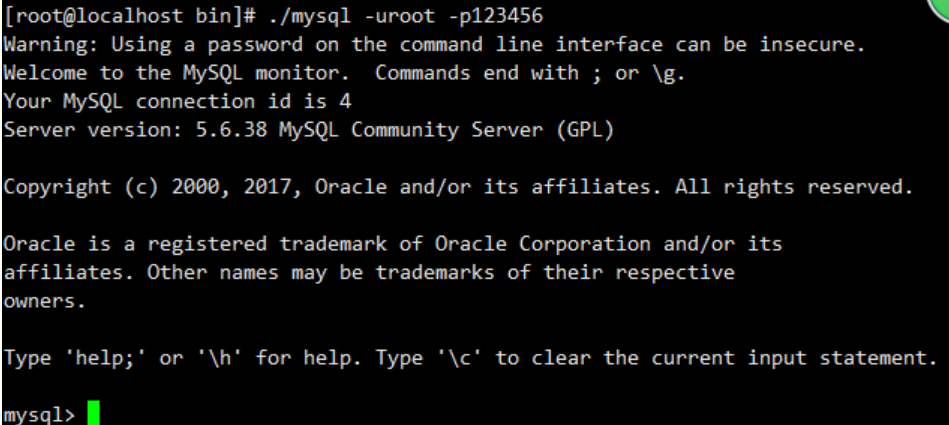 [root@localhost bin]# ./mysql -uroot -p123456
Warning: Using a password on the command line interface can be insecure.
Welcome to the MySQL monitor.  Commands end with ; or \g.
Your MySQL connection id is 4
Server version: 5.6.38 MySQL Community Server (GPL)

Copyright (c) 2000, 2017, Oracle and/or its affiliates. All rights reserved.

Oracle is a registered trademark of Oracle Corporation and/or its
affiliates. Other names may be trademarks of their respective
owners.

Type 'help;' or '\h' for help. Type '\c' to clear the current input statement.

mysql>